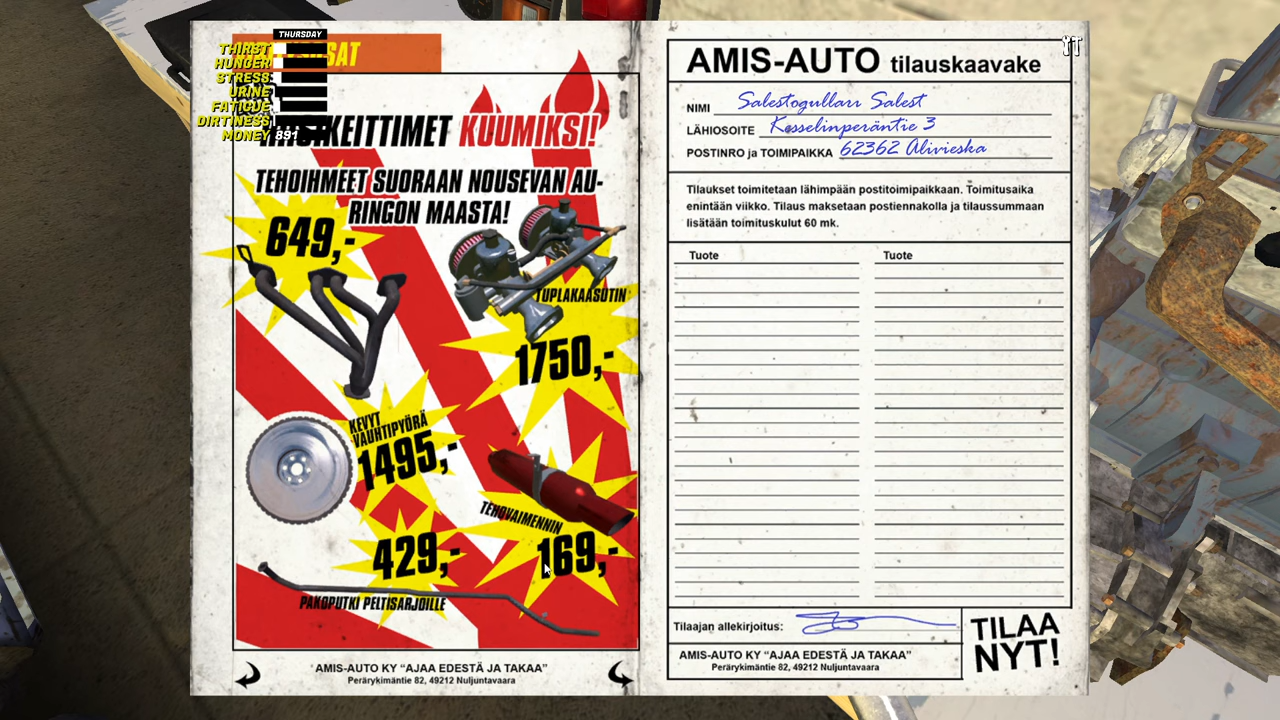 THURSDAY
THIRST
HUNGER
STRESS
URINE
FATIGUE
DIRTINESS
MONEY 891
KUUMIKSI!
TEHOIHMEET SUORAAN NOUSEVAN AU-
RINGON MAASTA!
649,-
TUPLAKAASUTIN
1750,-
KEVYT
VAUHTIPYÖRÄ
1495,-
TEHOVAIMENNIN
169,-
429,-
PAKOPUTKI PELTISARJOILLE
AMIS-AUTO KY “AJAA EDESTÄ JA TAKAA”
Perärykimäntie 82, 49212 Nuljuntavaara
YT
AMIS-AUTO tilauskaavake
NIMI Salestogulları Salest
LÄHIOSOITE Kesselinperäntie 3
POSTINRO ja TOIMIPAIKKA 62362 Alivieska
Tilaukset toimitetaan lähimpään postitoimipaikkaan. Toimitusaika
enintään viikko. Tilaus maksetaan postiennakolla ja tilaussummaan
lisätään toimituskulut 60 mk.
Tuote Tuote
Tilaajan allekirjoitus:
AMIS-AUTO KY “AJAA EDESTÄ JA TAKAA”
Perärykimäntie 82, 49212 Nuljuntavaara
TILAA
NYT!